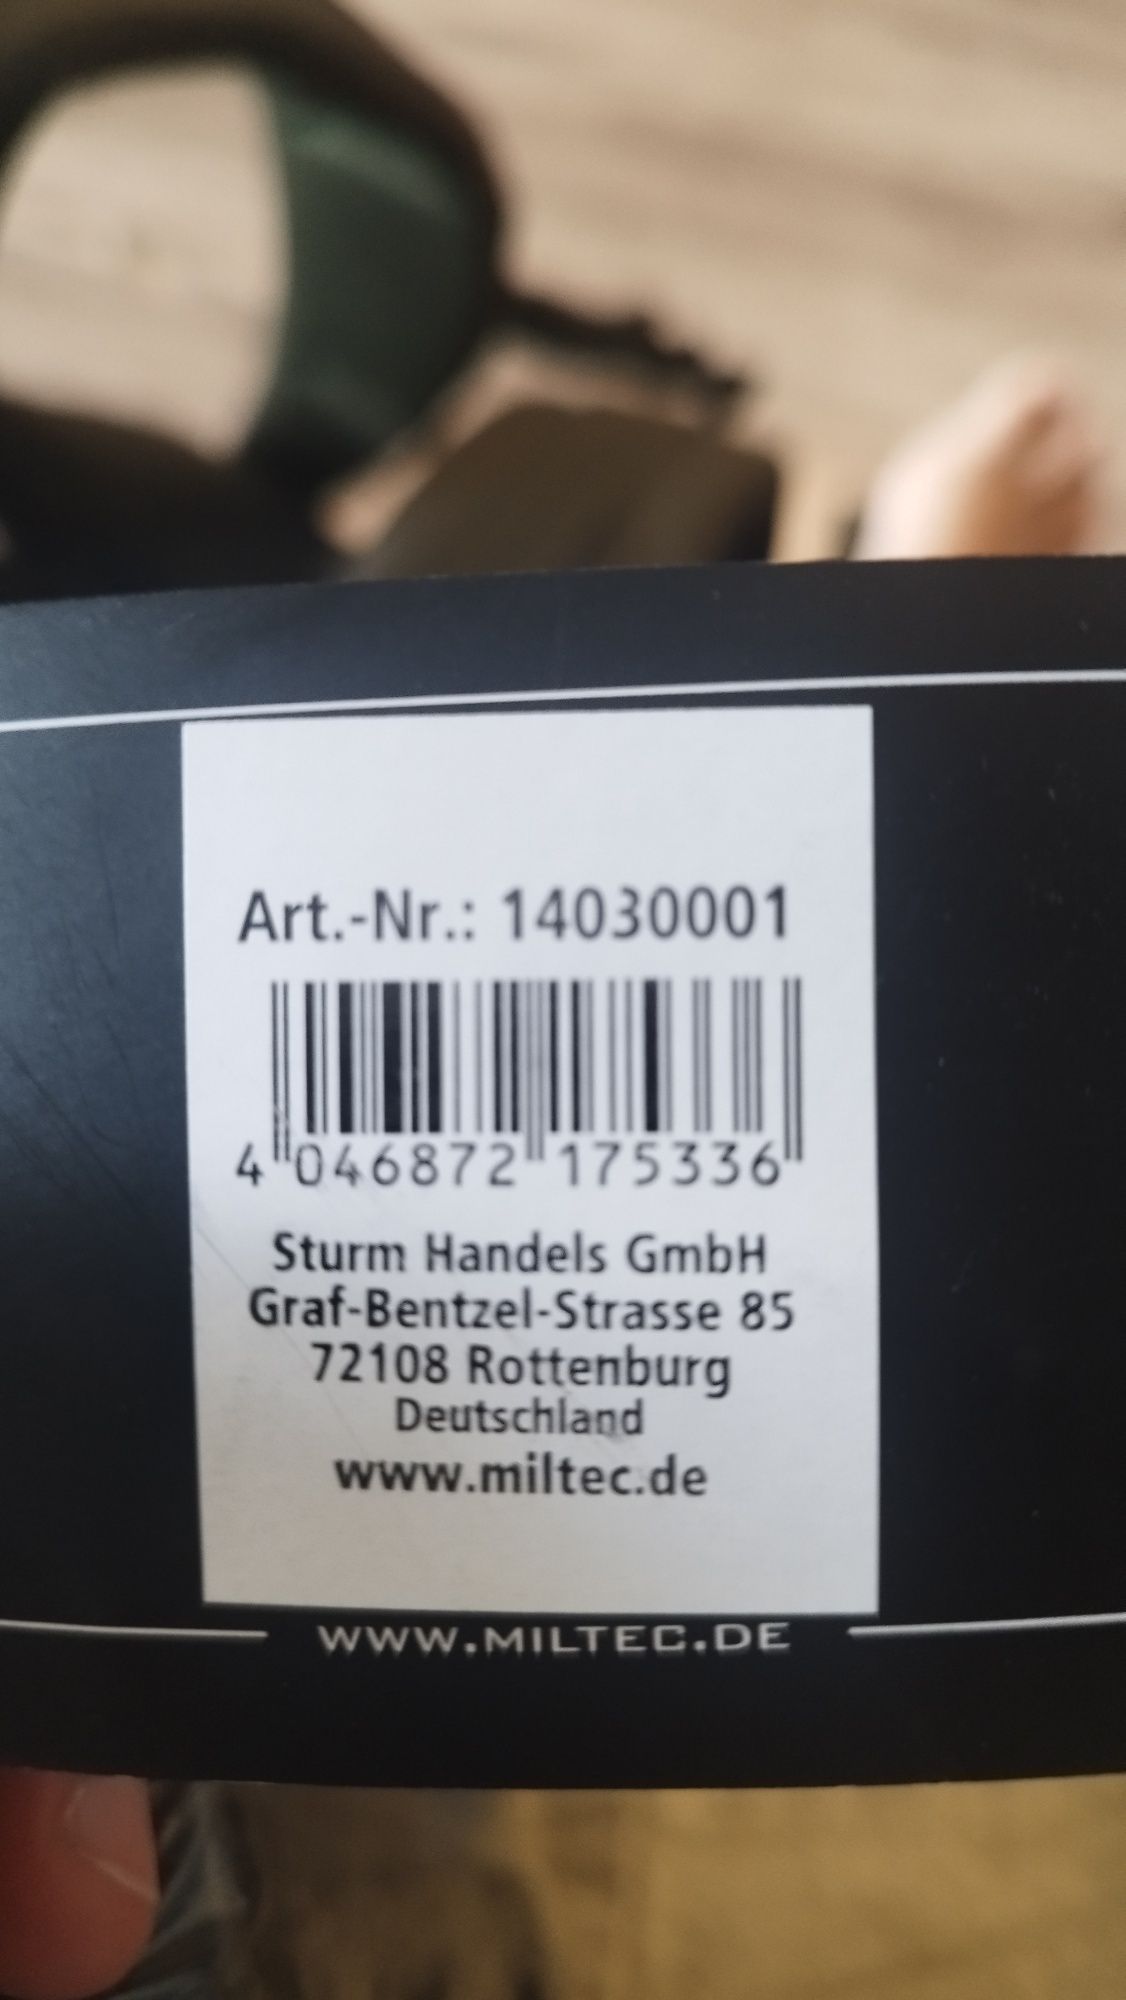 Art.-Nr.: 14030001
4 046872 175336
Sturm Handels GmbH
Graf-Bentzel-Strasse 85
72108 Rottenburg
Deutschland
www.miltec.de
WWW.MILTEC.DE